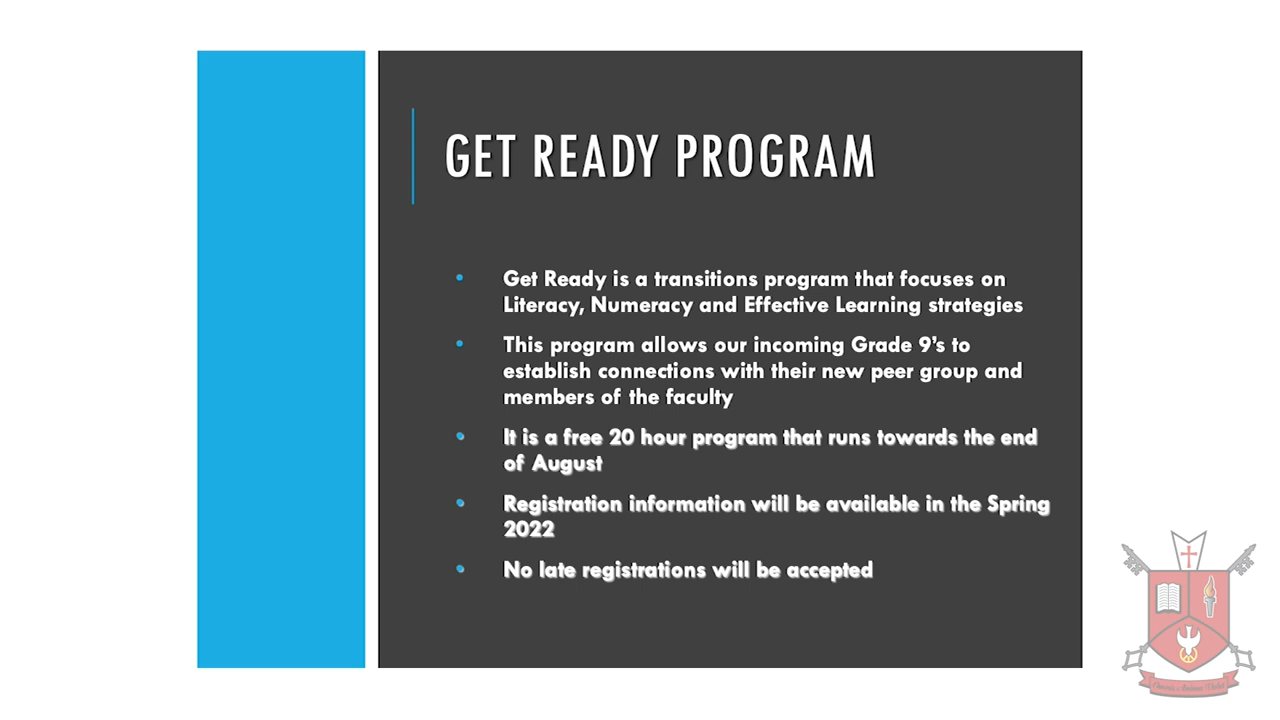 GET READY PROGRAM
• Get Ready is a transitions program that focuses on
Literacy, Numeracy and Effective Learning strategies
• This program allows our incoming Grade 9's to
establish connections with their new peer group and
members of the faculty
• It is a free 20 hour program that runs towards the end
of August
• Registration information will be available in the Spring
2022
• No late registrations will be accepted